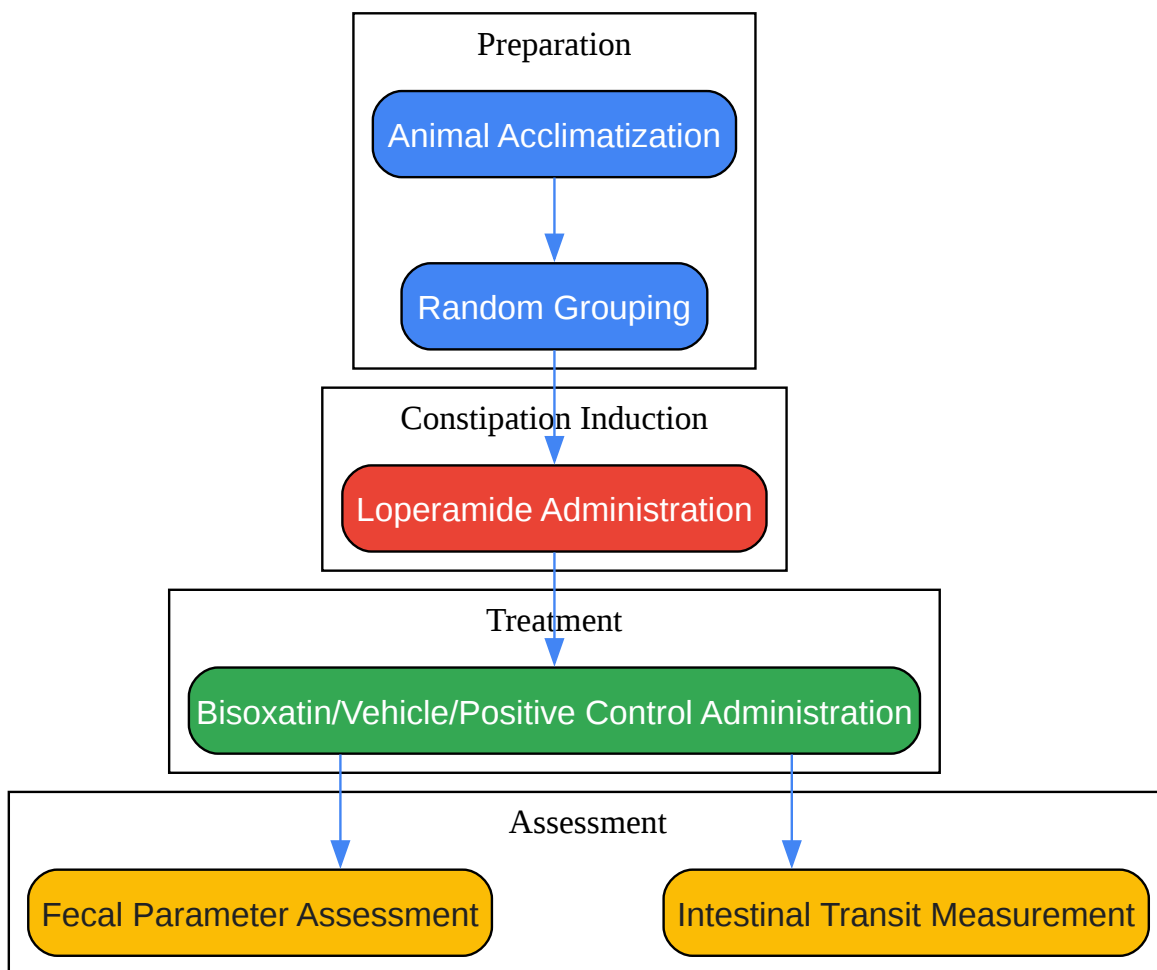 Preparation
Animal Acclimatization
Random Grouping
Constipation Induction
Loperamide Administration
Treatment
Bisoxatin/Vehicle/Positive Control Administration
Assessment
Fecal Parameter Assessment
Intestinal Transit Measurement